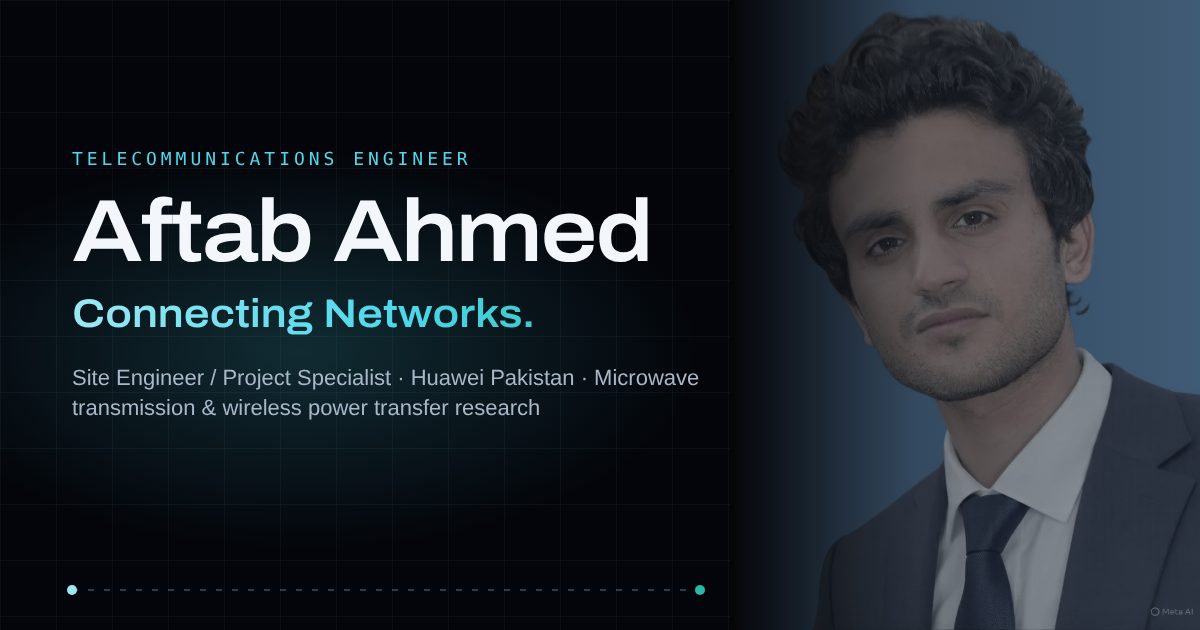 TELECOMMUNICATIONS ENGINEER
Aftab Ahmed
Connecting Networks.
Site Engineer / Project Specialist · Huawei Pakistan · Microwave
transmission & wireless power transfer research
Meta AI